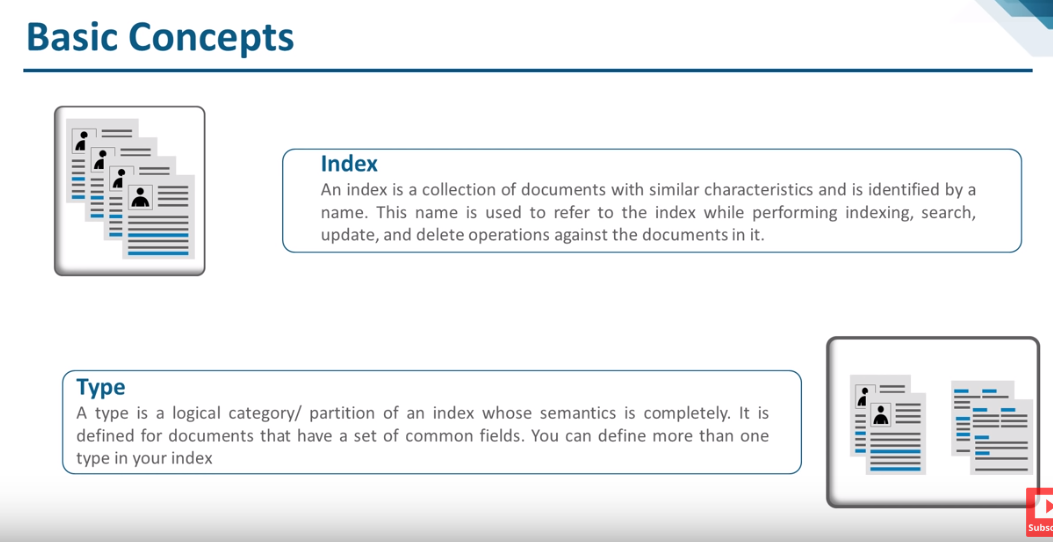 Basic Concepts
Index
An index is a collection of documents with similar characteristics and is identified by a
name. This name is used to refer to the index while performing indexing, search,
update, and delete operations against the documents in it.
Type
A type is a logical category/ partition of an index whose semantics is completely. It is
defined for documents that have a set of common fields. You can define more than one
type in your index
Subsc